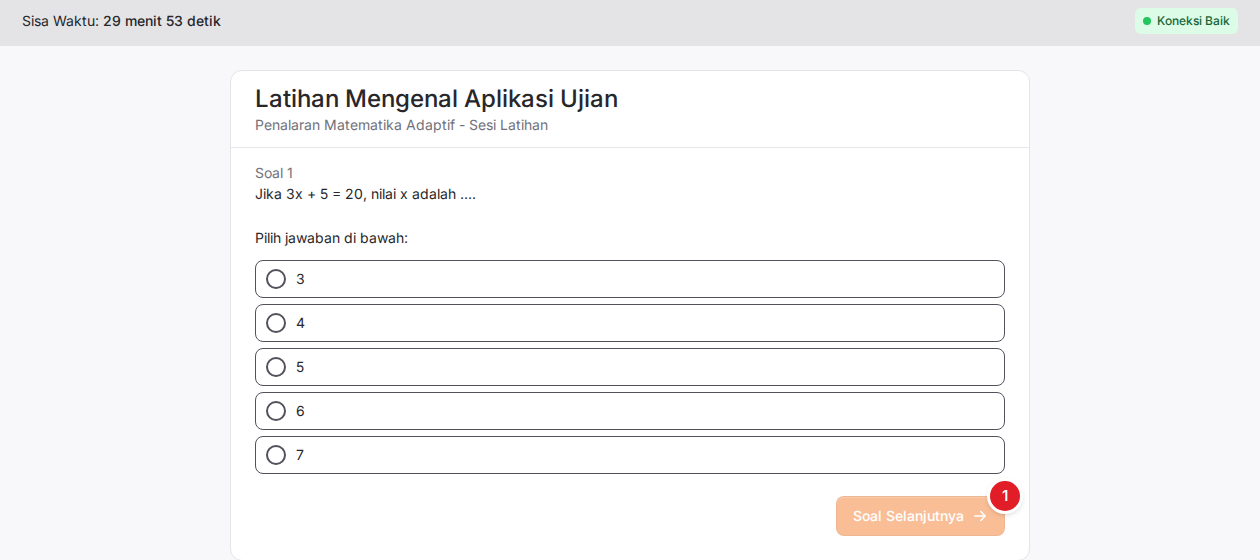 Sisa Waktu: 29 menit 53 detik
Koneksi Baik
Latihan Mengenal Aplikasi Ujian
Penalaran Matematika Adaptif - Sesi Latihan
Soal 1
Jika 3x + 5 = 20, nilai x adalah ....
Pilih jawaban di bawah:
3
4
5
6
7
1
Soal Selanjutnya →